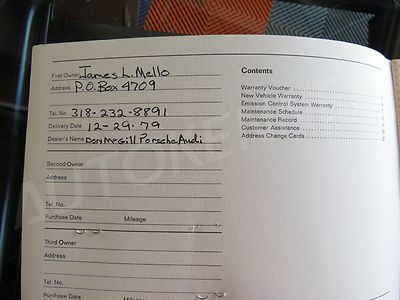 First Owner James L. Mello
Address P.O. Box 4709
Tel. No. 318-232-8891
Delivery Date 12-29-79
Dealer's Name Don McGill Porsche Audi
Second Owner
Address
Tel. No.
Purchase Date Mileage
Third Owner
Address
Tel. No.
Purchase Date Mileage
Contents
Warranty Voucher
New Vehicle Warranty
Emission Control System Warranty
Maintenance Schedule
Maintenance Record
Customer Assistance 8
Address Change Cards 9